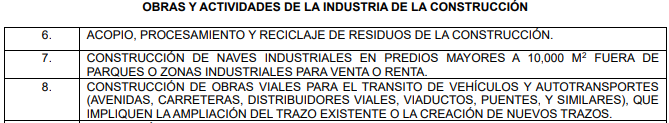 OBRAS Y ACTIVIDADES DE LA INDUSTRIA DE LA CONSTRUCCIÓN
6. ACOPIO, PROCESAMIENTO Y RECICLAJE DE RESIDUOS DE LA CONSTRUCCIÓN.
7. CONSTRUCCIÓN DE NAVES INDUSTRIALES EN PREDIOS MAYORES A 10,000 M² FUERA DE
PARQUES O ZONAS INDUSTRIALES PARA VENTA O RENTA.
8. CONSTRUCCIÓN DE OBRAS VIALES PARA EL TRANSITO DE VEHÍCULOS Y AUTOTRANSPORTES
(AVENIDAS, CARRETERAS, DISTRIBUIDORES VIALES, VIADUCTOS, PUENTES, Y SIMILARES), QUE
IMPLIQUEN LA AMPLIACIÓN DEL TRAZO EXISTENTE O LA CREACIÓN DE NUEVOS TRAZOS.